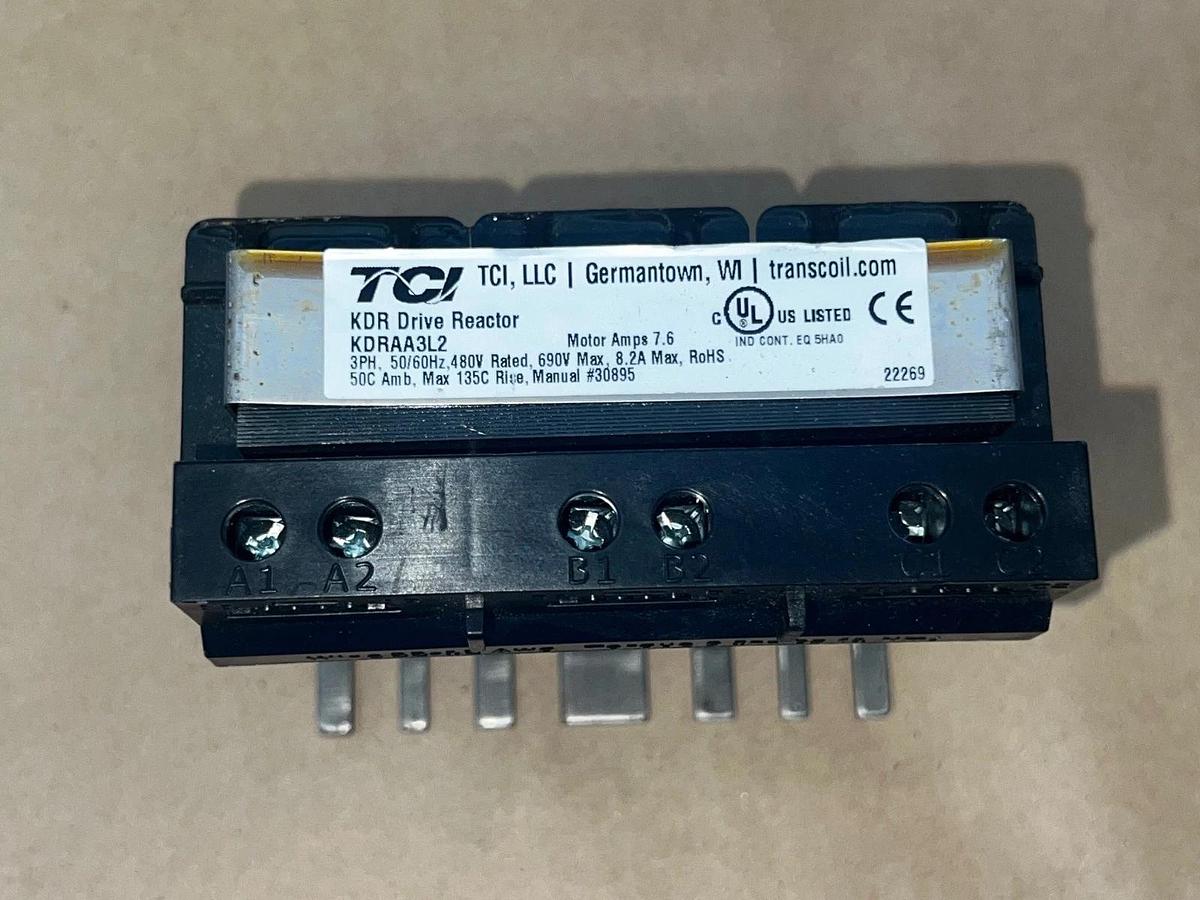 TCI TCI, LLC | Germantown, WI | transcoil.com
KDR Drive Reactor
KDRAA3L2 Motor Amps 7.6
C UL ® US LISTED CE
IND CONT. EQ 5HA0
3PH, 50/60Hz,480V Rated, 690V Max, 8.2A Max, RoHS
50C Amb, Max 135C Rise, Manual #30895 22269
A1 A2 B1 B2 C1 C2